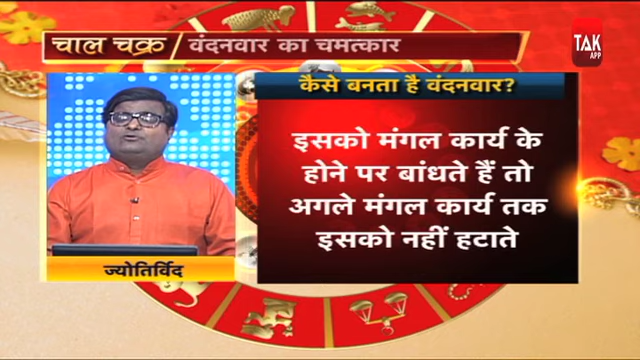 चाल चक्र / वंदनवार का चमत्कार
TAK
APP
कैसे बनता है वंदनवार?
इसको मंगल कार्य के
होने पर बांधते हैं तो
अगले मंगल कार्य तक
इसको नहीं हटाते
ज्योतिर्विद